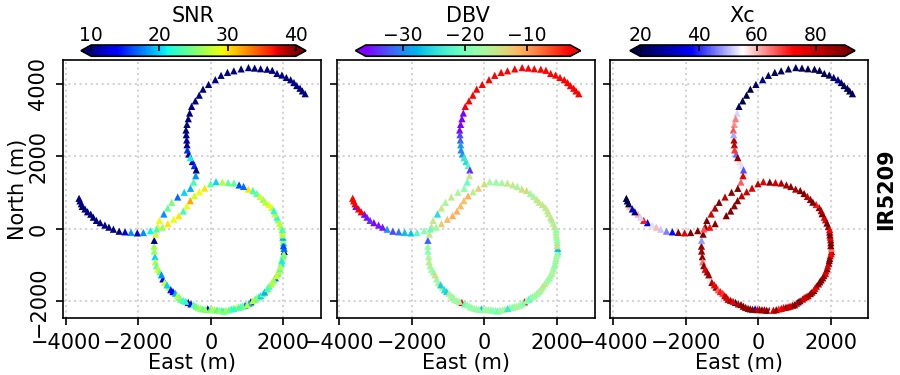 SNR DBV Xc
10 20 30 40 −30 −20 −10 20 40 60 80
4000
2000
0
−2000
North (m)
−4000 −2000 0 2000 −4000 −2000 0 2000 −4000 −2000 0 2000
East (m) East (m) East (m)
IR5209